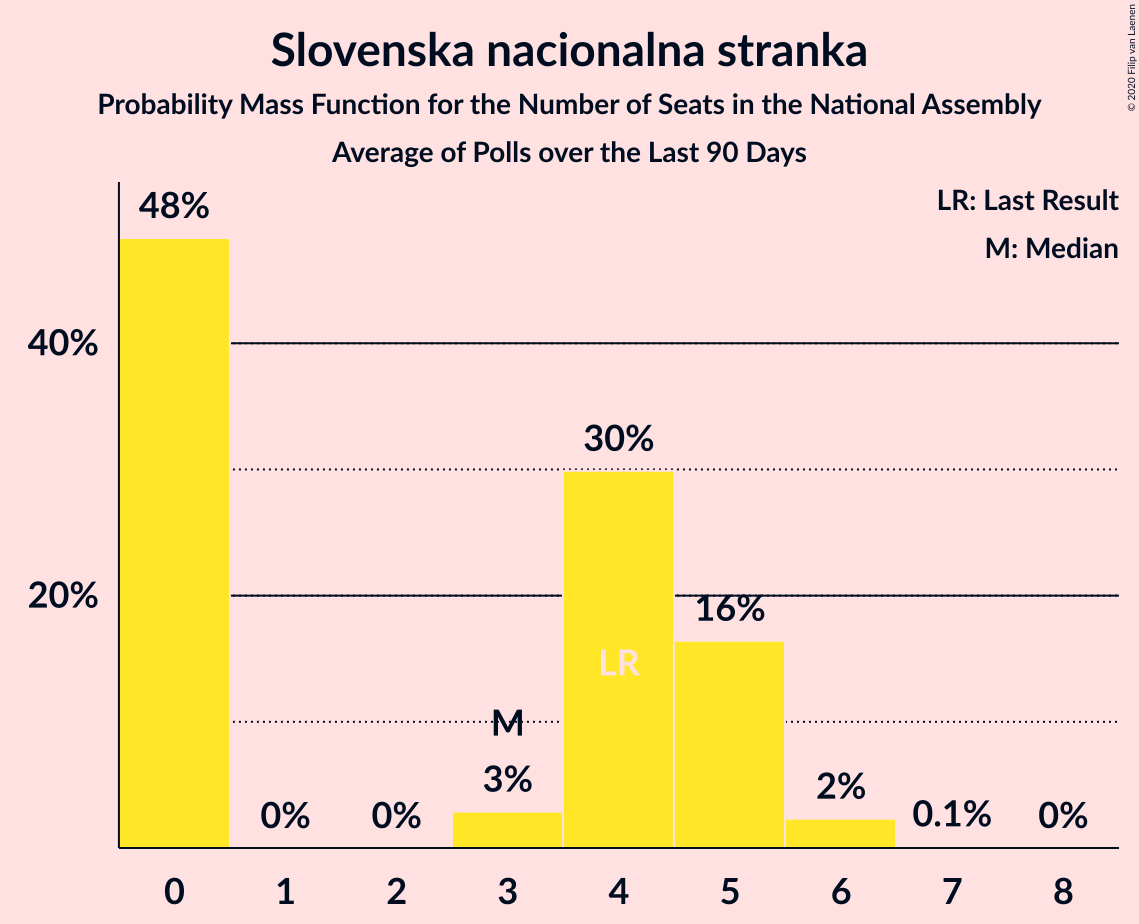 Slovenska nacionalna stranka
Probability Mass Function for the Number of Seats in the National Assembly
Average of Polls over the Last 90 Days
© 2020 Filip van Laenen
LR: Last Result
M: Median
48%
40%
30%
20%
16%
LR
M
3%
2%
0%
0%
0.1%
0%
0 1 2 3 4 5 6 7 8